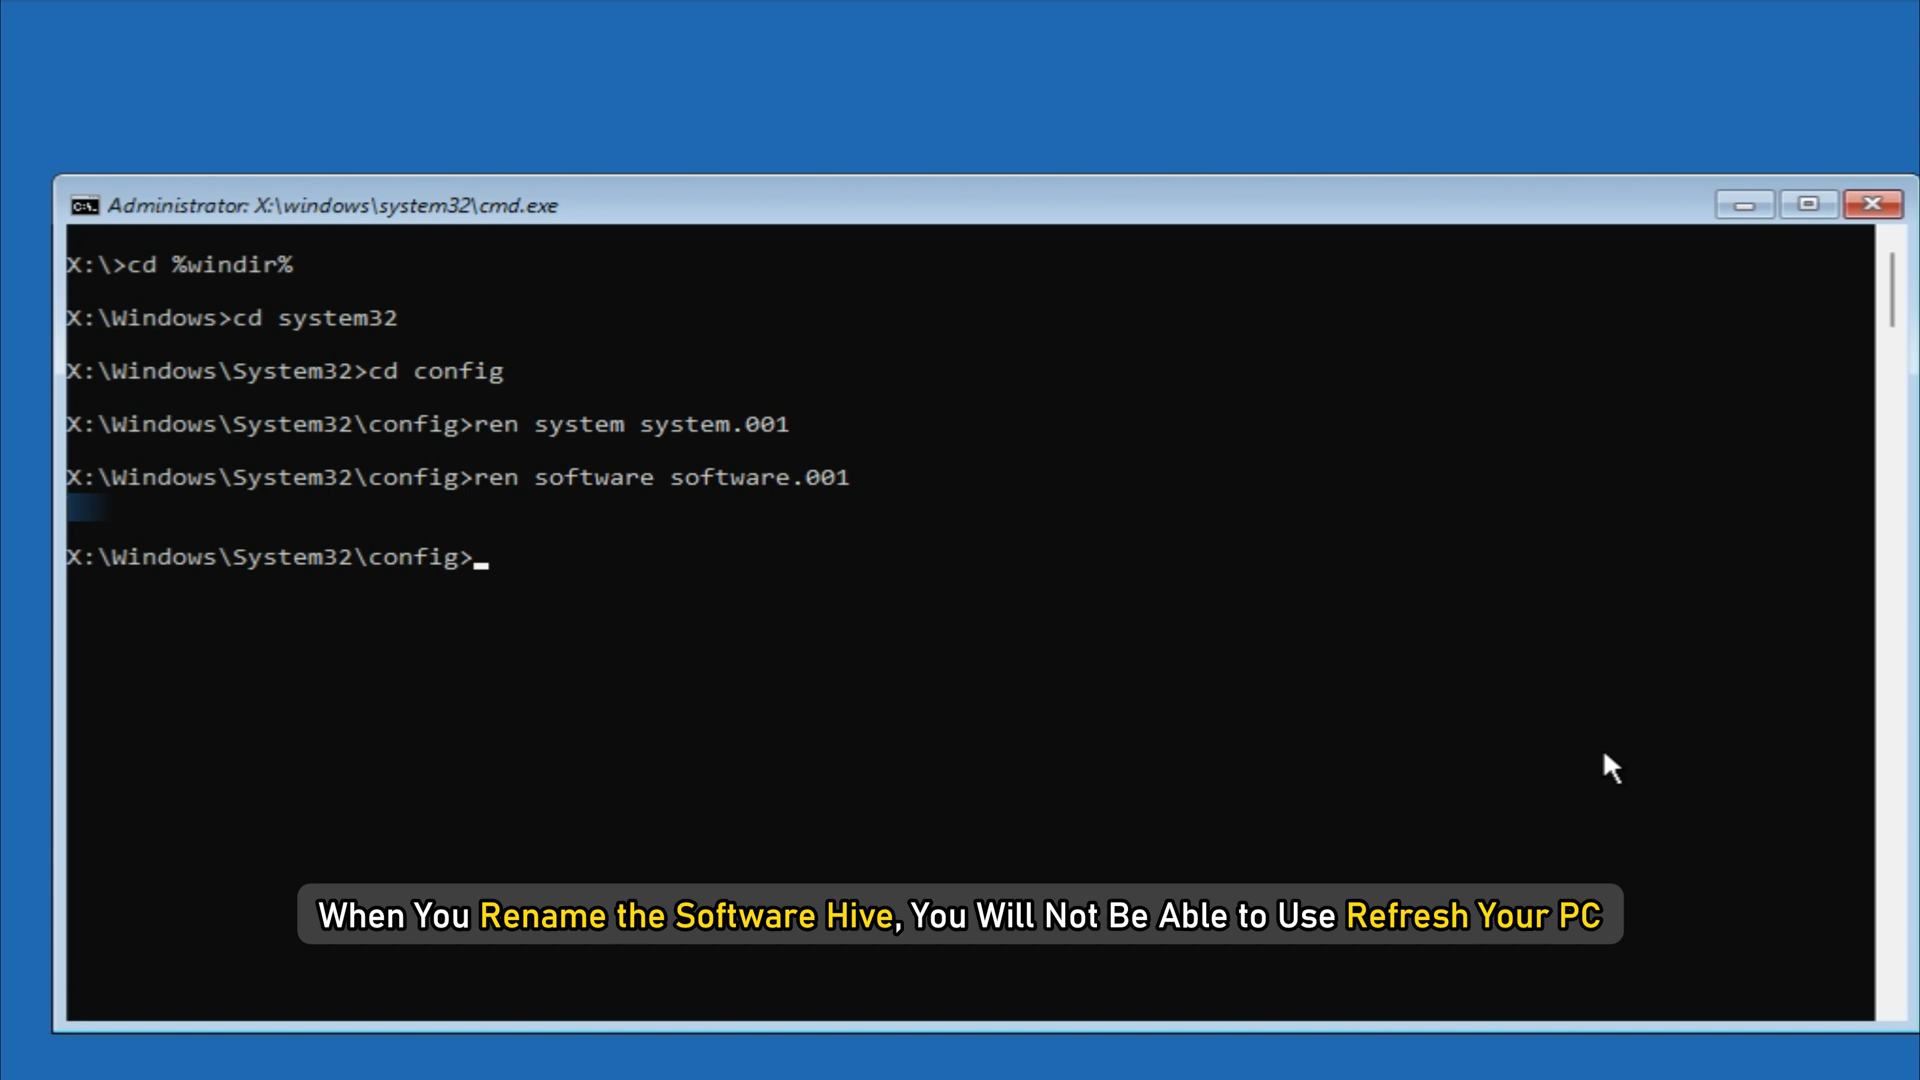 Administrator: X:\windows\system32\cmd.exe
X:\>cd %windir%
X:\Windows>cd system32
X:\Windows\System32>cd config
X:\Windows\System32\config>ren system system.001
X:\Windows\System32\config>ren software software.001
X:\Windows\System32\config>
When You Rename the Software Hive, You Will Not Be Able to Use Refresh Your PC